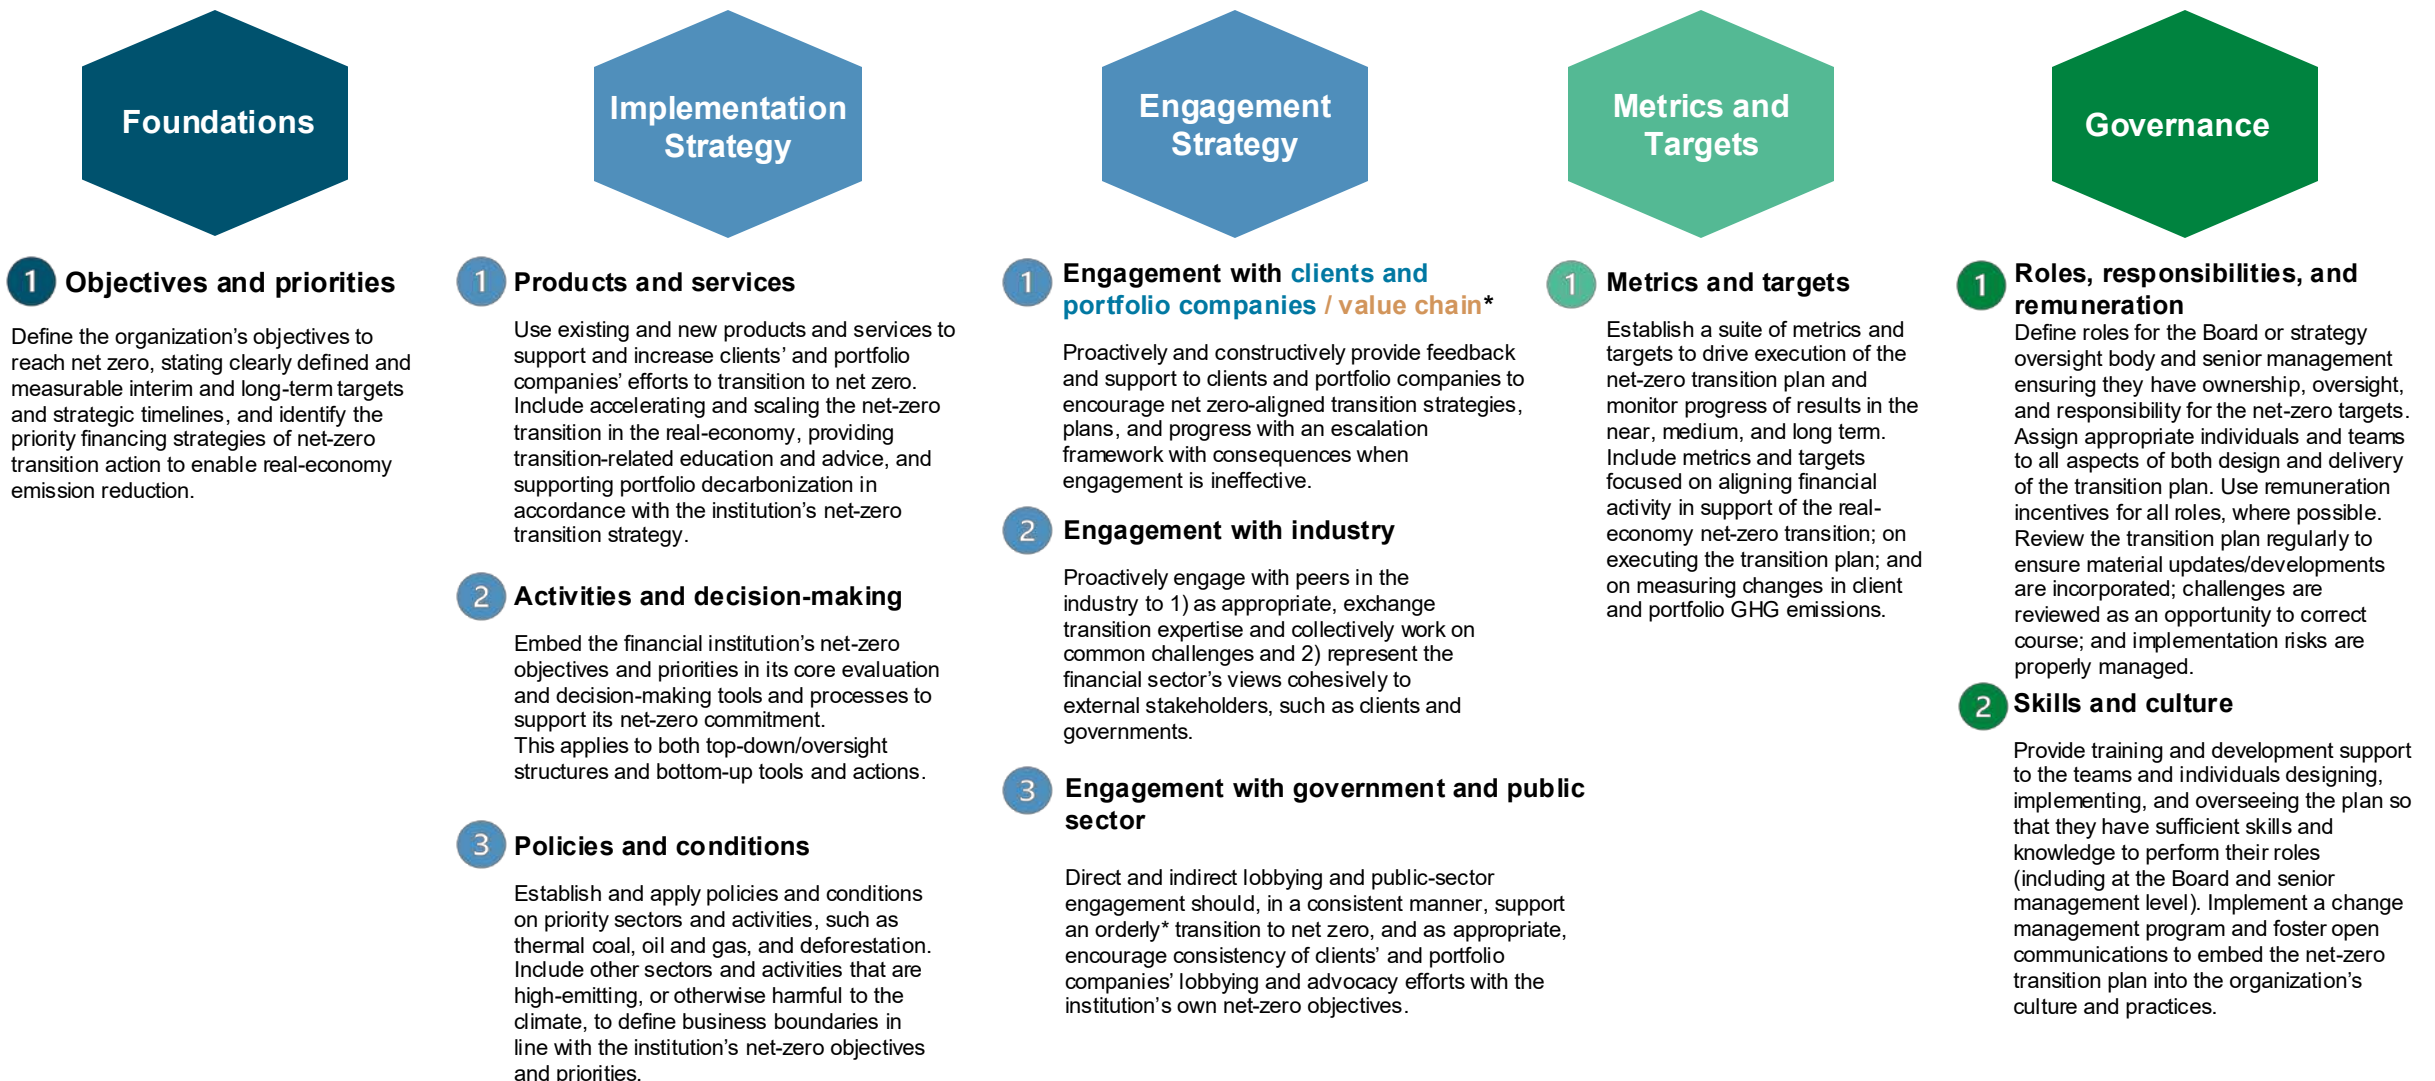 Foundations
1 Objectives and priorities
Define the organization’s objectives to
reach net zero, stating clearly defined and
measurable interim and long-term targets
and strategic timelines, and identify the
priority financing strategies of net-zero
transition action to enable real-economy
emission reduction.
Implementation
Strategy
1 Products and services
Use existing and new products and services to
support and increase clients’ and portfolio
companies’ efforts to transition to net zero.
Include accelerating and scaling the net-zero
transition in the real-economy, providing
transition-related education and advice, and
supporting portfolio decarbonization in
accordance with the institution’s net-zero
transition strategy.
2 Activities and decision-making
Embed the financial institution’s net-zero
objectives and priorities in its core evaluation
and decision-making tools and processes to
support its net-zero commitment.
This applies to both top-down/oversight
structures and bottom-up tools and actions.
3 Policies and conditions
Establish and apply policies and conditions
on priority sectors and activities, such as
thermal coal, oil and gas, and deforestation.
Include other sectors and activities that are
high-emitting, or otherwise harmful to the
climate, to define business boundaries in
line with the institution’s net-zero objectives
and priorities.
Engagement
Strategy
1 Engagement with clients and
portfolio companies / value chain*
Proactively and constructively provide feedback
and support to clients and portfolio companies to
encourage net zero-aligned transition strategies,
plans, and progress with an escalation
framework with consequences when
engagement is ineffective.
2 Engagement with industry
Proactively engage with peers in the
industry to 1) as appropriate, exchange
transition expertise and collectively work on
common challenges and 2) represent the
financial sector’s views cohesively to
external stakeholders, such as clients and
governments.
3 Engagement with government and public
sector
Direct and indirect lobbying and public-sector
engagement should, in a consistent manner, support
an orderly* transition to net zero, and as appropriate,
encourage consistency of clients’ and portfolio
companies’ lobbying and advocacy efforts with the
institution’s own net-zero objectives.
Metrics and
Targets
1 Metrics and targets
Establish a suite of metrics and
targets to drive execution of the
net-zero transition plan and
monitor progress of results in the
near, medium, and long term.
Include metrics and targets
focused on aligning financial
activity in support of the real-
economy net-zero transition; on
executing the transition plan; and
on measuring changes in client
and portfolio GHG emissions.
Governance
1 Roles, responsibilities, and
remuneration
Define roles for the Board or strategy
oversight body and senior management
ensuring they have ownership, oversight,
and responsibility for the net-zero targets.
Assign appropriate individuals and teams
to all aspects of both design and delivery
of the transition plan. Use remuneration
incentives for all roles, where possible.
Review the transition plan regularly to
ensure material updates/developments
are incorporated; challenges are
reviewed as an opportunity to correct
course; and implementation risks are
properly managed.
2 Skills and culture
Provide training and development support
to the teams and individuals designing,
implementing, and overseeing the plan so
that they have sufficient skills and
knowledge to perform their roles
(including at the Board and senior
management level). Implement a change
management program and foster open
communications to embed the net-zero
transition plan into the organization’s
culture and practices.